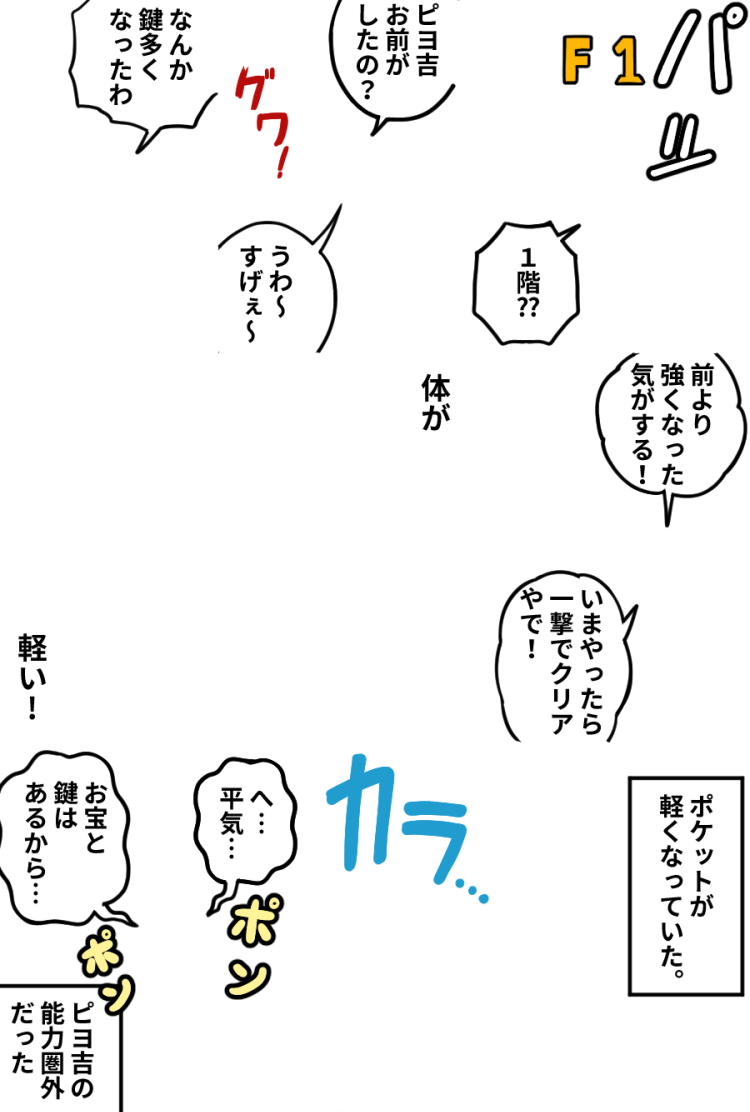 パッ
F1
ピヨ吉
お前が
したの?
グワ!
なんか
鍵多く
なったわ
1階??
うわ〜
すげぇ〜
前より
強くなった
気がする!
体が
いまやったら
一撃でクリア
やで!
軽い!
ポケットが
軽くなっていた。
カラ…
へ…
平気…
ポン
お宝と
鍵は
あるから…
ポン
ピヨ吉の
能力圏外
だった